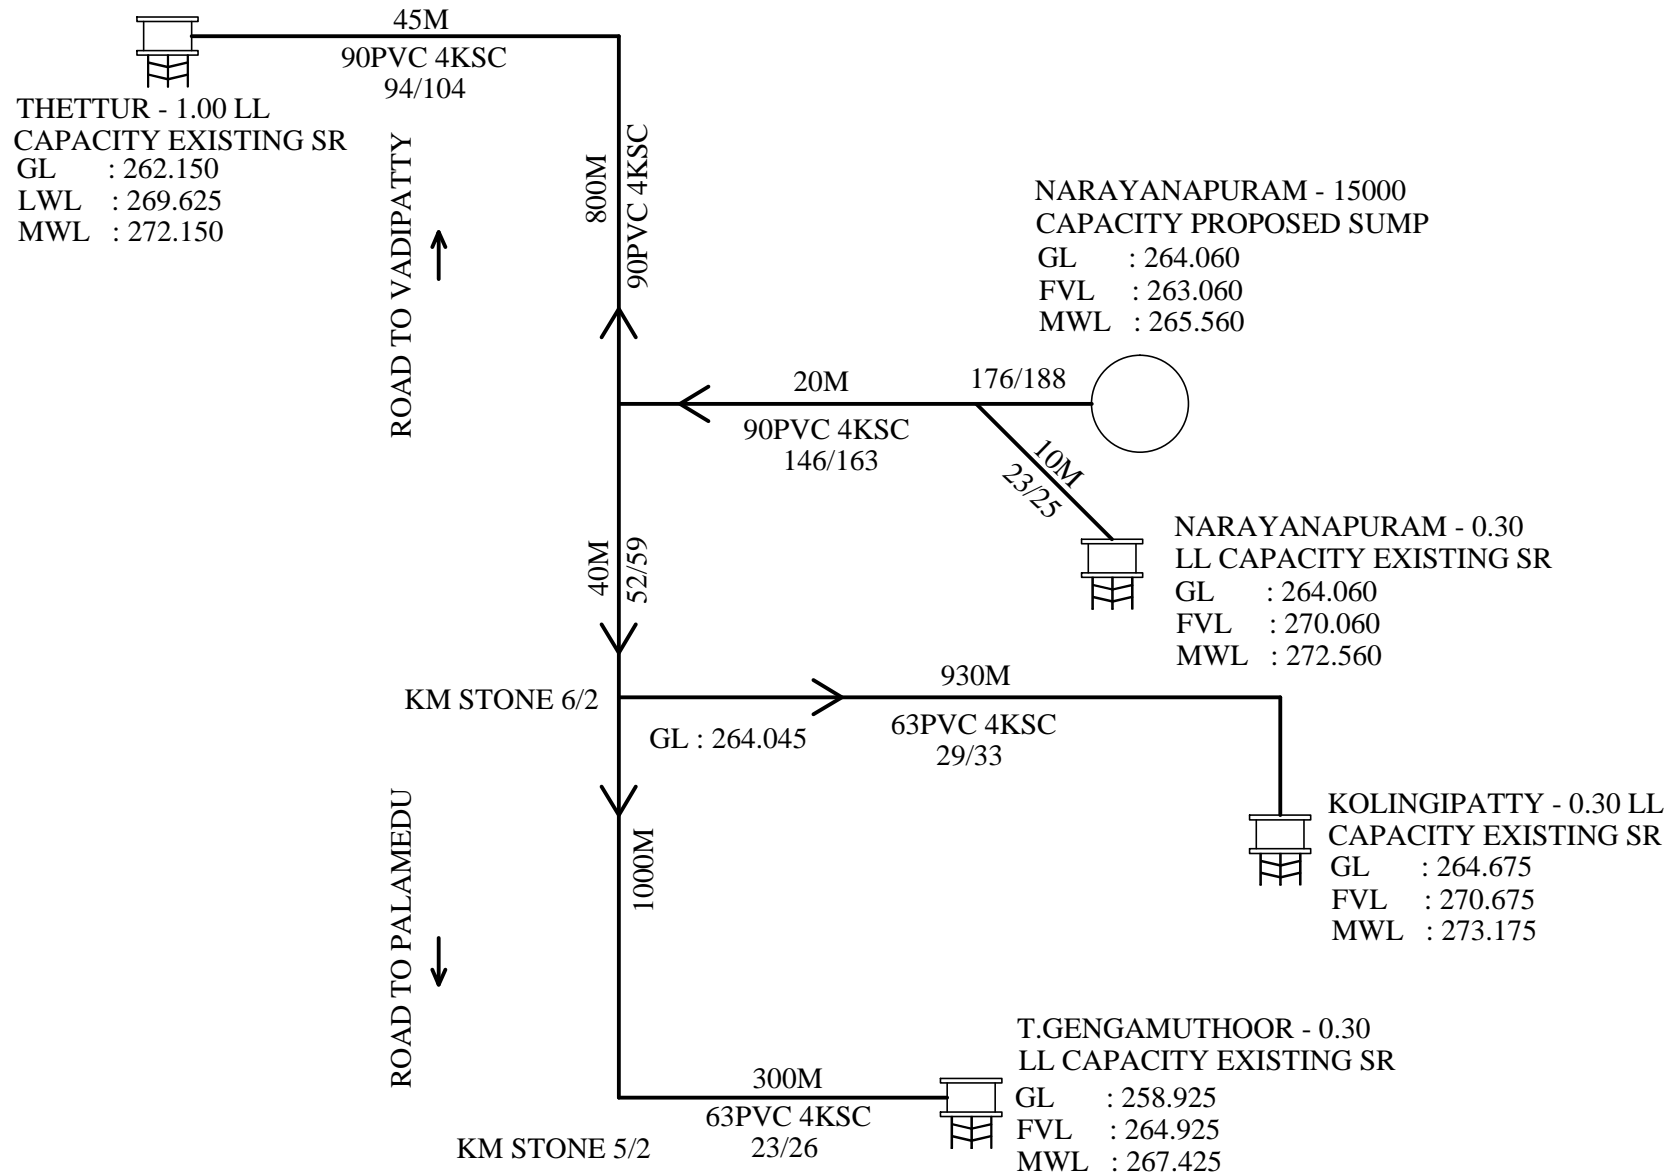 45M
90PVC 4KSC
94/104
THETTUR - 1.00 LL
CAPACITY EXISTING SR
GL : 262.150
LWL : 269.625
MWL : 272.150
ROAD TO VADIPATTY
800M
90PVC 4KSC
NARAYANAPURAM - 15000
CAPACITY PROPOSED SUMP
GL : 264.060
FVL : 263.060
MWL : 265.560
20M
176/188
90PVC 4KSC
146/163
10M
23/25
NARAYANAPURAM - 0.30
LL CAPACITY EXISTING SR
GL : 264.060
FVL : 270.060
MWL : 272.560
40M
52/59
KM STONE 6/2
GL : 264.045
930M
63PVC 4KSC
29/33
KOLINGIPATTY - 0.30 LL
CAPACITY EXISTING SR
GL : 264.675
FVL : 270.675
MWL : 273.175
ROAD TO PALAMEDU
1000M
T.GENGAMUTHOOR - 0.30
LL CAPACITY EXISTING SR
GL : 258.925
FVL : 264.925
MWL : 267.425
300M
63PVC 4KSC
23/26
KM STONE 5/2